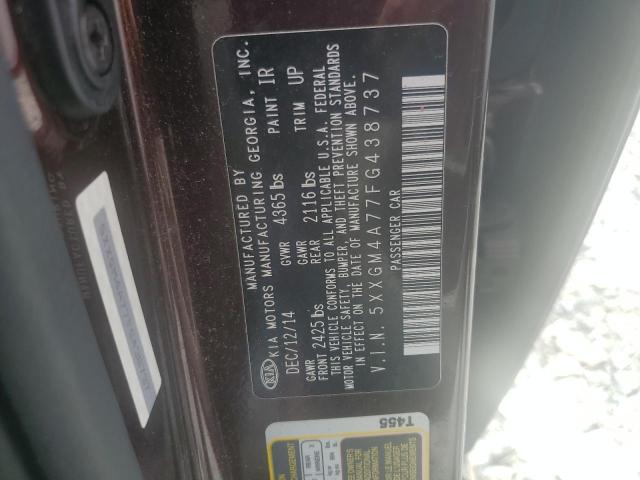 KIA
MANUFACTURED BY
KIA MOTORS MANUFACTURING GEORGIA, INC.
DEC/12/14 GVWR 4365 lbs PAINT IR
GAWR FRONT 2425 lbs GAWR REAR 2116 lbs TRIM UP
THIS VEHICLE CONFORMS TO ALL APPLICABLE U.S.A. FEDERAL
MOTOR VEHICLE SAFETY, BUMPER, AND THEFT PREVENTION STANDARDS
IN EFFECT ON THE DATE OF MANUFACTURE SHOWN ABOVE.
V.I.N. 5XXGM4A77FG438737
PASSENGER CAR
T455